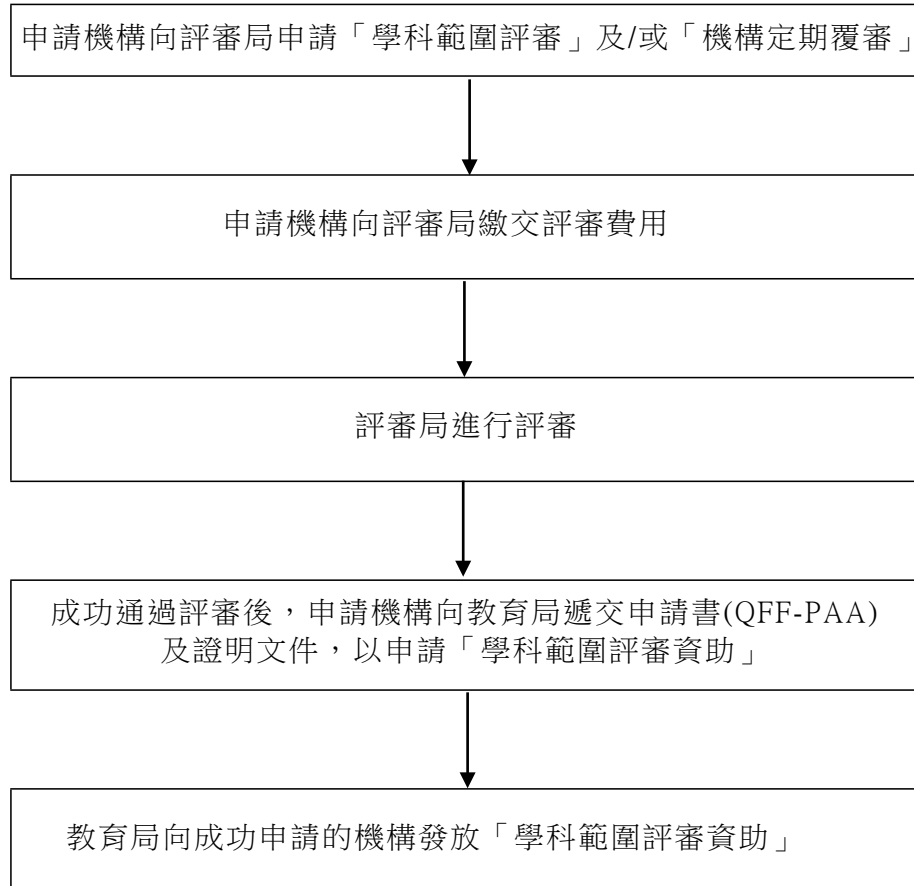 申請機構向評審局申請「學科範圍評審」及/或「機構定期覆審」
申請機構向評審局繳交評審費用
評審局進行評審
成功通過評審後，申請機構向教育局遞交申請書(QFF-PAA)
及證明文件，以申請「學科範圍評審資助」
教育局向成功申請的機構發放「學科範圍評審資助」